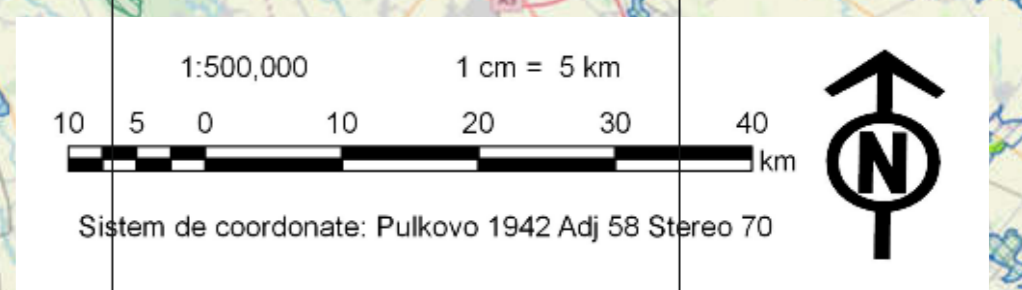 1:500,000 1 cm = 5 km
10 5 0 10 20 30 40
km
Sistem de coordonate: Pulkovo 1942 Adj 58 Stereo 70
N